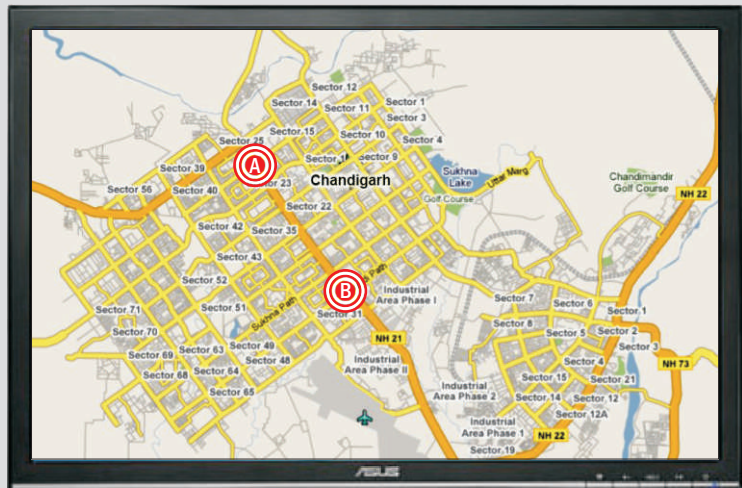 Sector 12
Sector 14
Sector 1
Sector 11
Sector 3
Sector 15
Sector 10
Sector 4
Sector 25
Sector 9
A
Sector 39
Sector 23
Chandigarh
Sukhna
Lake
Uttar Marg
Chandimandir
Golf Course
Sector 56
Sector 40
NH 22
Golf Course
Sector 22
Sector 42
Sector 35
Sector 43
Path
Sector 52
B
Industrial
Area Phase I
Sector 7
Sector 6
Sector 71
Sector 51
Sukhna Path
Sector 31
Sector 1
Sector 8
Sector 5
Sector 2
Sector 70
NH 21
Sector 3
Sector 69
Sector 63
Sector 49
Sector 48
Industrial
Area Phase II
Sector 4
NH 73
Sector 68
Sector 64
Sector 15
Sector 21
Sector 65
Industrial
Area Phase 2
Sector 14
Sector 12
Sector 12A
Industrial
Area Phase 1
NH 22
Sector 19
ASUS